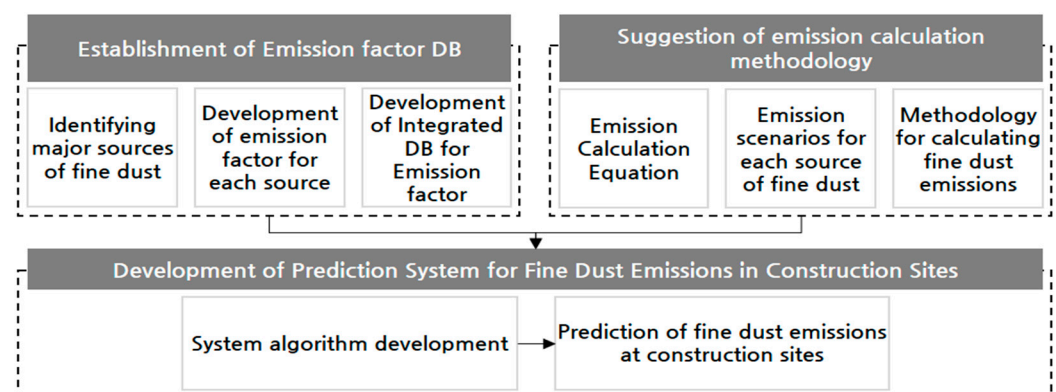 Establishment of Emission factor DB
Suggestion of emission calculation
methodology
Identifying
major sources
of fine dust
Development
of emission
factor for
each source
Development
of Integrated
DB for
Emission
factor
Emission
Calculation
Equation
Emission
scenarios for
each source
of fine dust
Methodology
for calculating
fine dust
emissions
Development of Prediction System for Fine Dust Emissions in Construction Sites
System algorithm development
Prediction of fine dust emissions
at construction sites